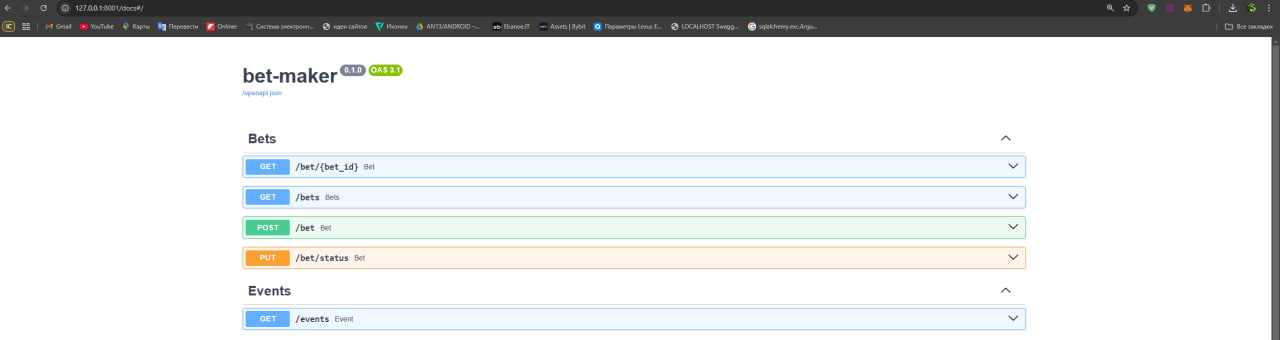 127.0.0.1:8001/docs#/
Gmail YouTube Карты Перевести Onliner Система электронн... идеи сайтов Иконки ANT3/ANDROID –... Ebanoe.IT Assets | Bybit Параметры Lexus E... LOCALHOST Swagg... sqlalchemy.exc.Argu... Все закладки
bet-maker 0.1.0 OAS 3.1
/openapi.json
Bets
GET /bet/{bet_id} Bet
GET /bets Bets
POST /bet Bet
PUT /bet/status Bet
Events
GET /events Event